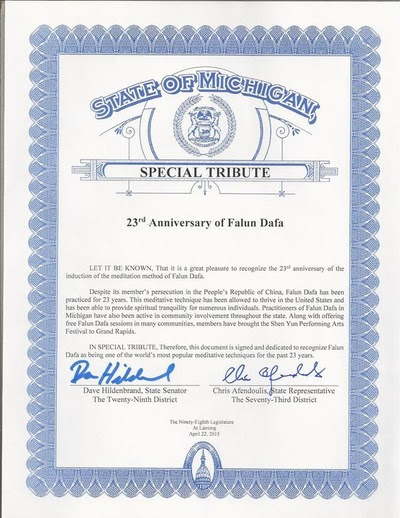 STATE OF MICHIGAN,
SPECIAL TRIBUTE
23rd Anniversary of Falun Dafa
LET IT BE KNOWN, That it is a great pleasure to recognize the 23rd anniversary of the
induction of the meditation method of Falun Dafa.
Despite its member's persecution in the People's Republic of China, Falun Dafa has been
practiced for 23 years. This meditative technique has been allowed to thrive in the United States and
has been able to provide spiritual tranquility for numerous individuals. Practitioners of Falun Dafa in
Michigan have also been active in community involvement throughout the state. Along with offering
free Falun Dafa sessions in many communities, members have brought the Shen Yun Performing Arts
Festival to Grand Rapids.
IN SPECIAL TRIBUTE, Therefore, this document is signed and dedicated to recognize Falun
Dafa as being one of the world's most popular meditative techniques for the past 23 years.
Dave Hildenbrand, State Senator
The Twenty-Ninth District
Chris Afendoulis, State Representative
The Seventy-Third District
The Ninety-Eighth Legislature
At Lansing
April 22, 2015